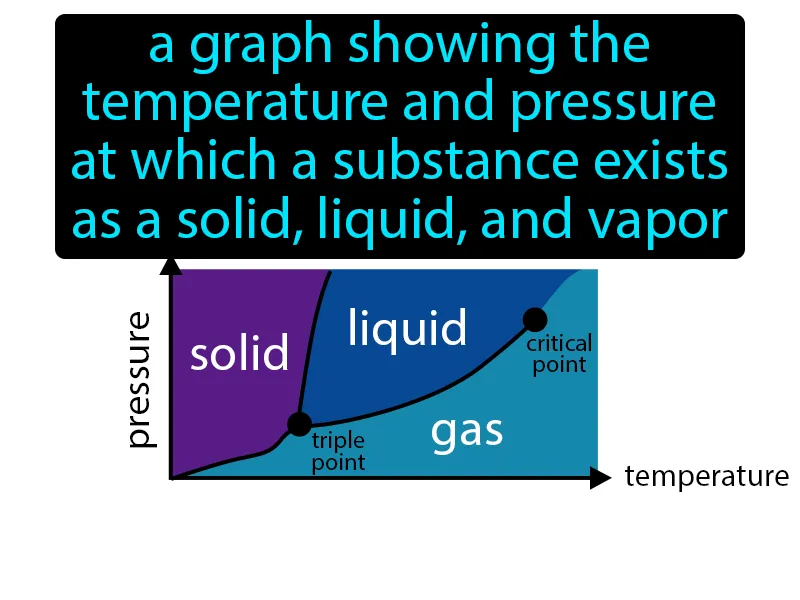 a graph showing the
temperature and pressure
at which a substance exists
as a solid, liquid, and vapor
pressure
solid
liquid
critical
point
gas
triple
point
temperature